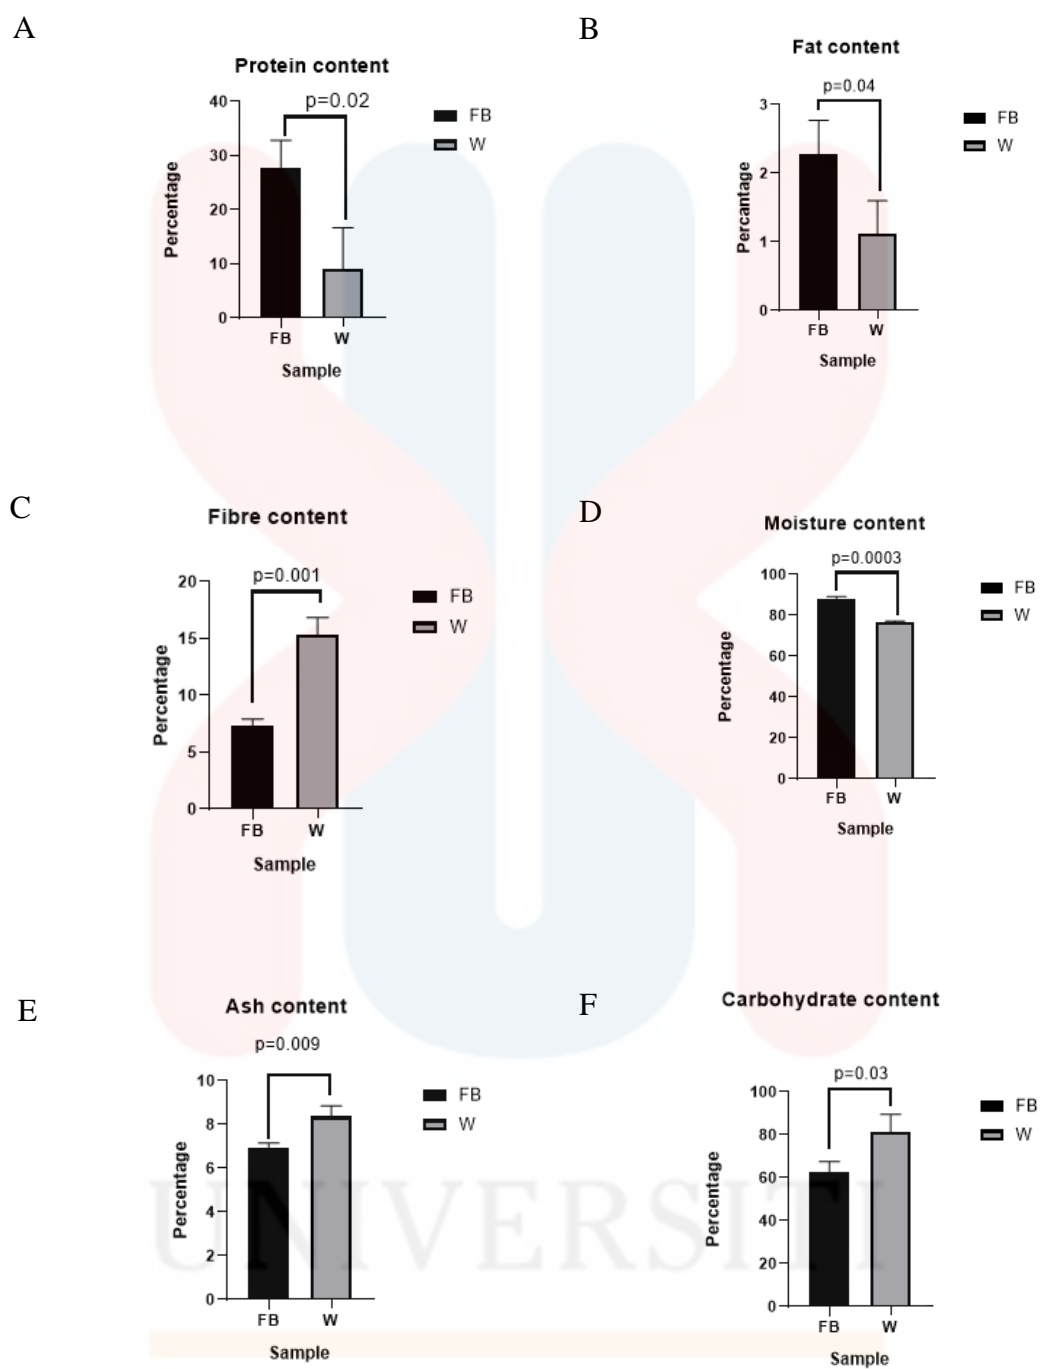 A
Protein content
p=0.02
FB
W
40
30
20
10
0
Percentage
FB W
Sample
B
Fat content
p=0.04
FB
W
3
2
1
0
Percantage
FB W
Sample
C
Fibre content
p=0.001
FB
W
20
15
10
5
0
Percentage
FB W
Sample
D
Moisture content
p=0.0003
FB
W
100
80
60
40
20
0
Percentage
FB W
Sample
E
Ash content
p=0.009
FB
W
10
8
6
4
2
0
Percentage
FB W
Sample
F
Carbohydrate content
p=0.03
FB
W
100
80
60
40
20
0
Percentage
FB W
Sample
UNIVERSITI